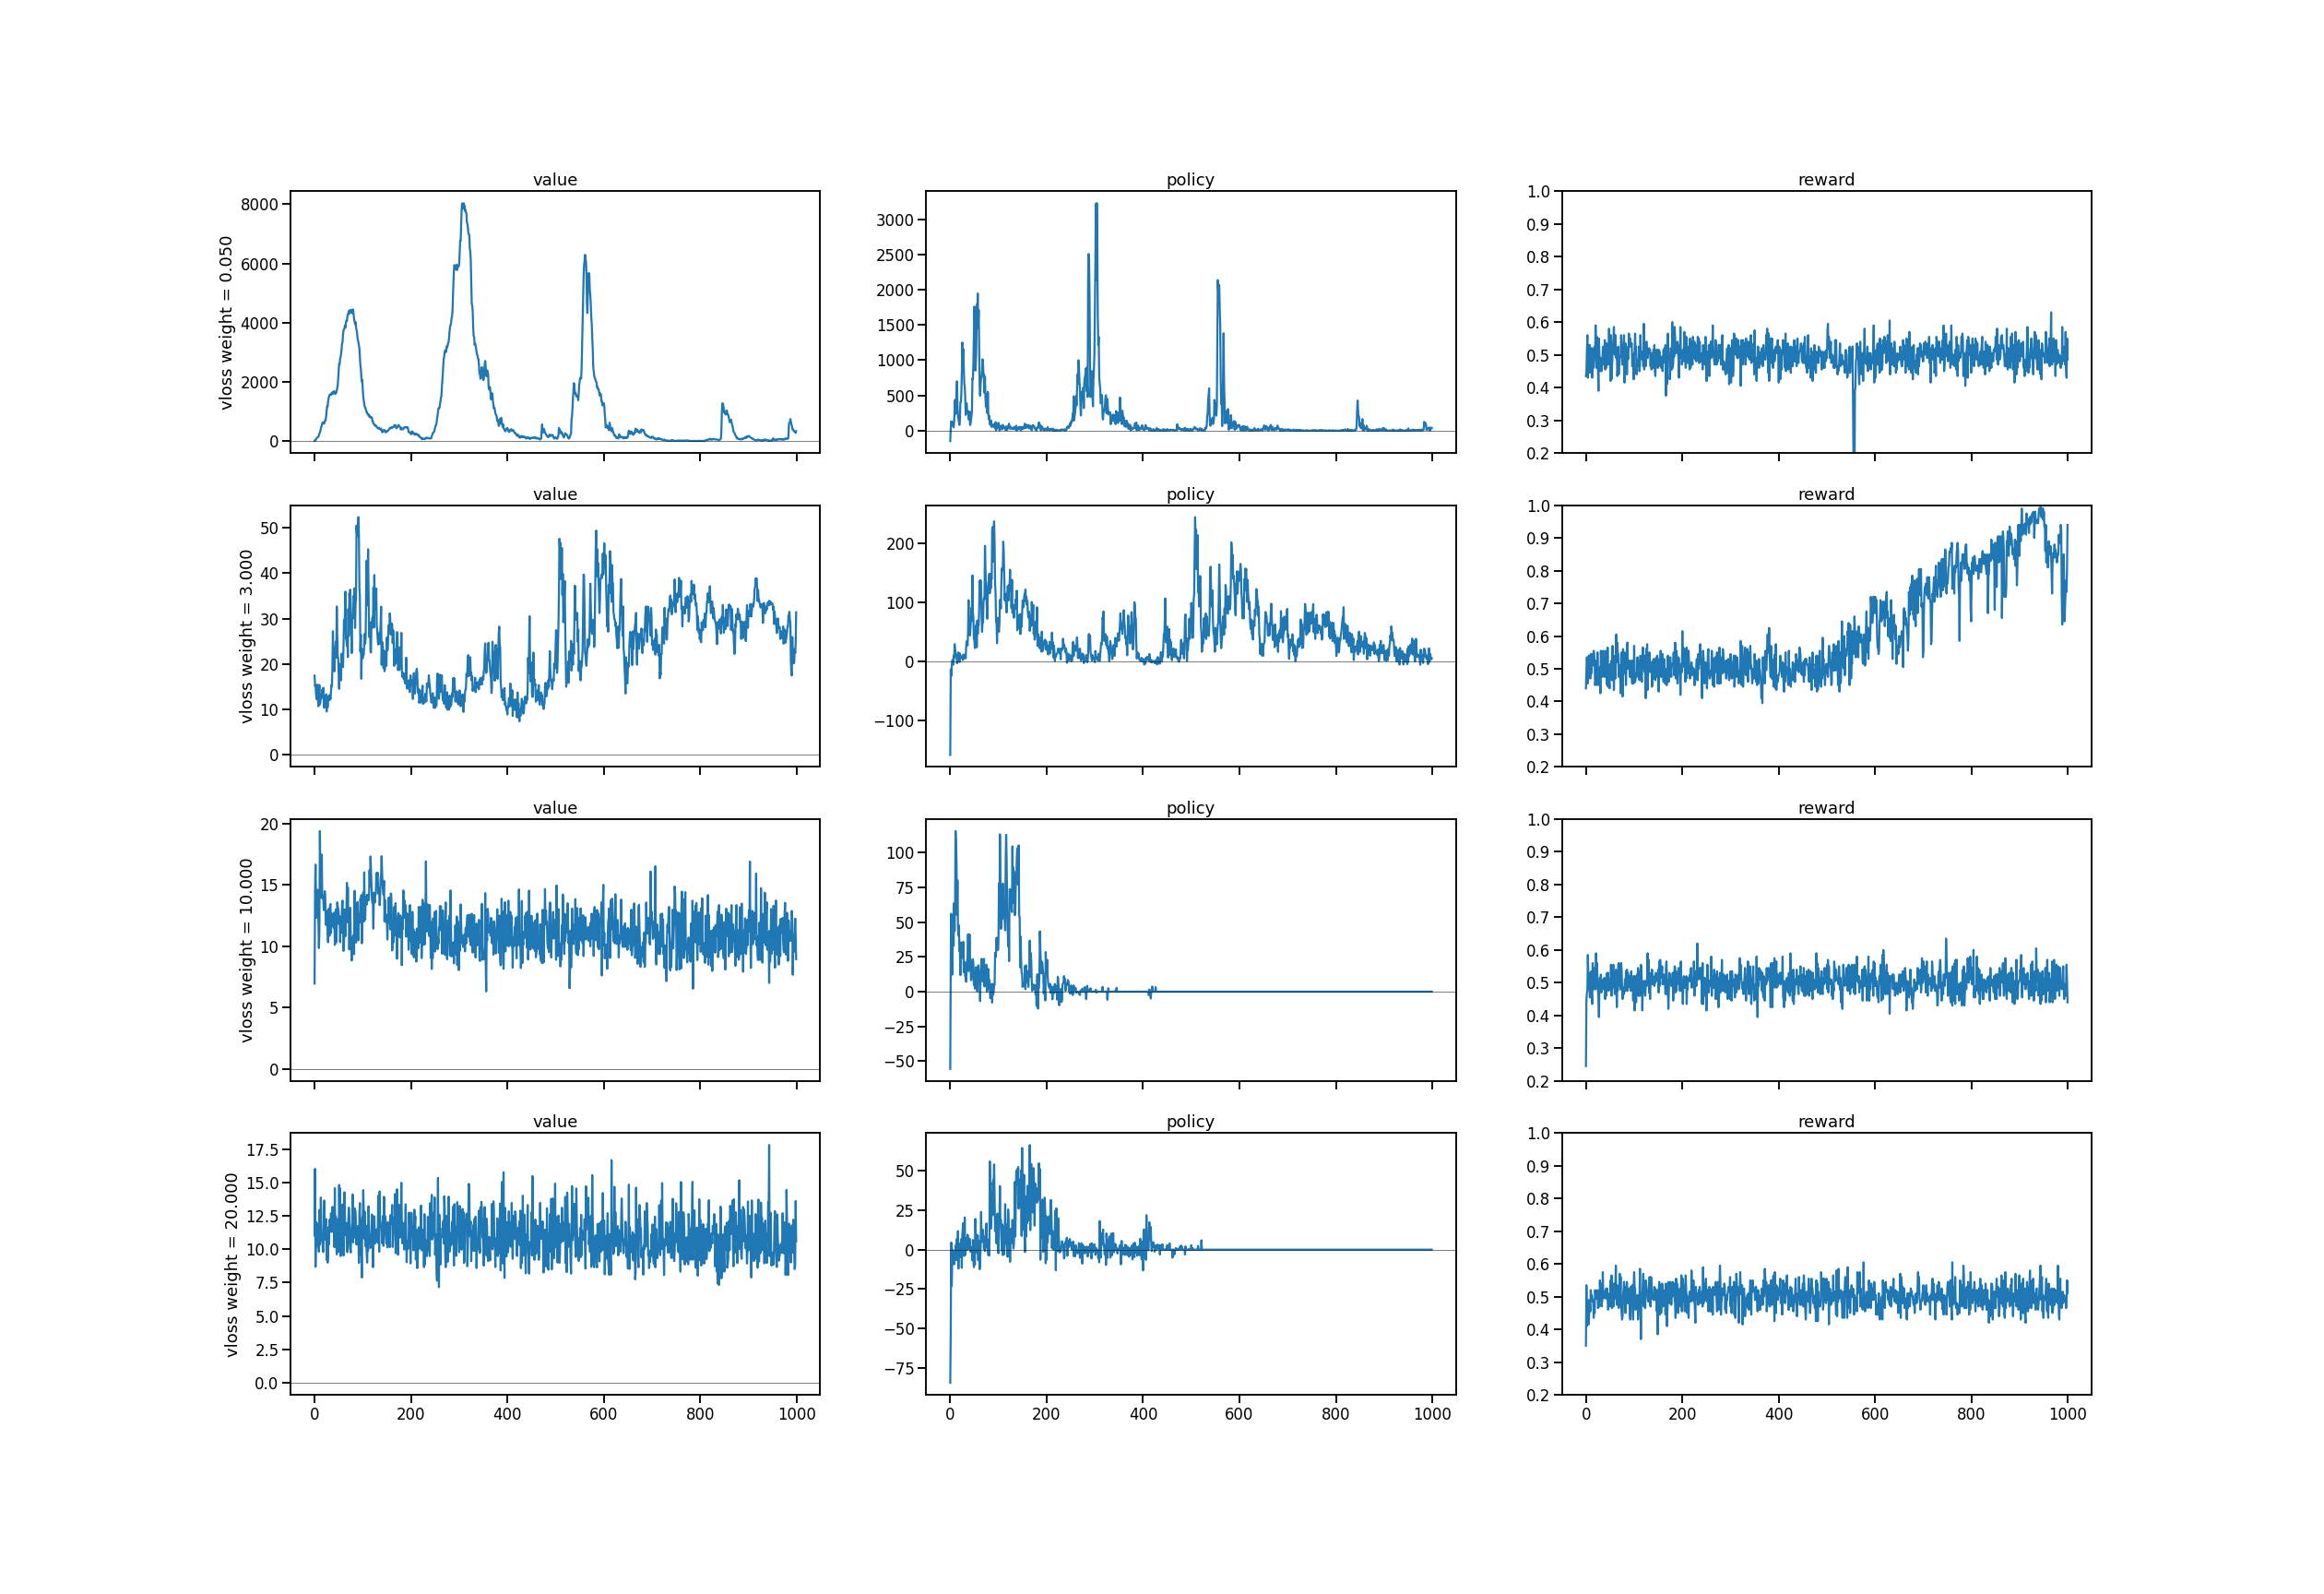 value policy reward
vloss weight = 0.050
8000 6000 4000 2000 0
3000 2500 2000 1500 1000 500 0
1.0 0.9 0.8 0.7 0.6 0.5 0.4 0.3 0.2
value policy reward
vloss weight = 3.000
50 40 30 20 10 0
200 100 0 −100
1.0 0.9 0.8 0.7 0.6 0.5 0.4 0.3 0.2
value policy reward
vloss weight = 10.000
20 15 10 5 0
100 75 50 25 0 −25 −50
1.0 0.9 0.8 0.7 0.6 0.5 0.4 0.3 0.2
value policy reward
vloss weight = 20.000
17.5 15.0 12.5 10.0 7.5 5.0 2.5 0.0
50 25 0 −25 −50 −75
1.0 0.9 0.8 0.7 0.6 0.5 0.4 0.3 0.2
0 200 400 600 800 1000 0 200 400 600 800 1000 0 200 400 600 800 1000